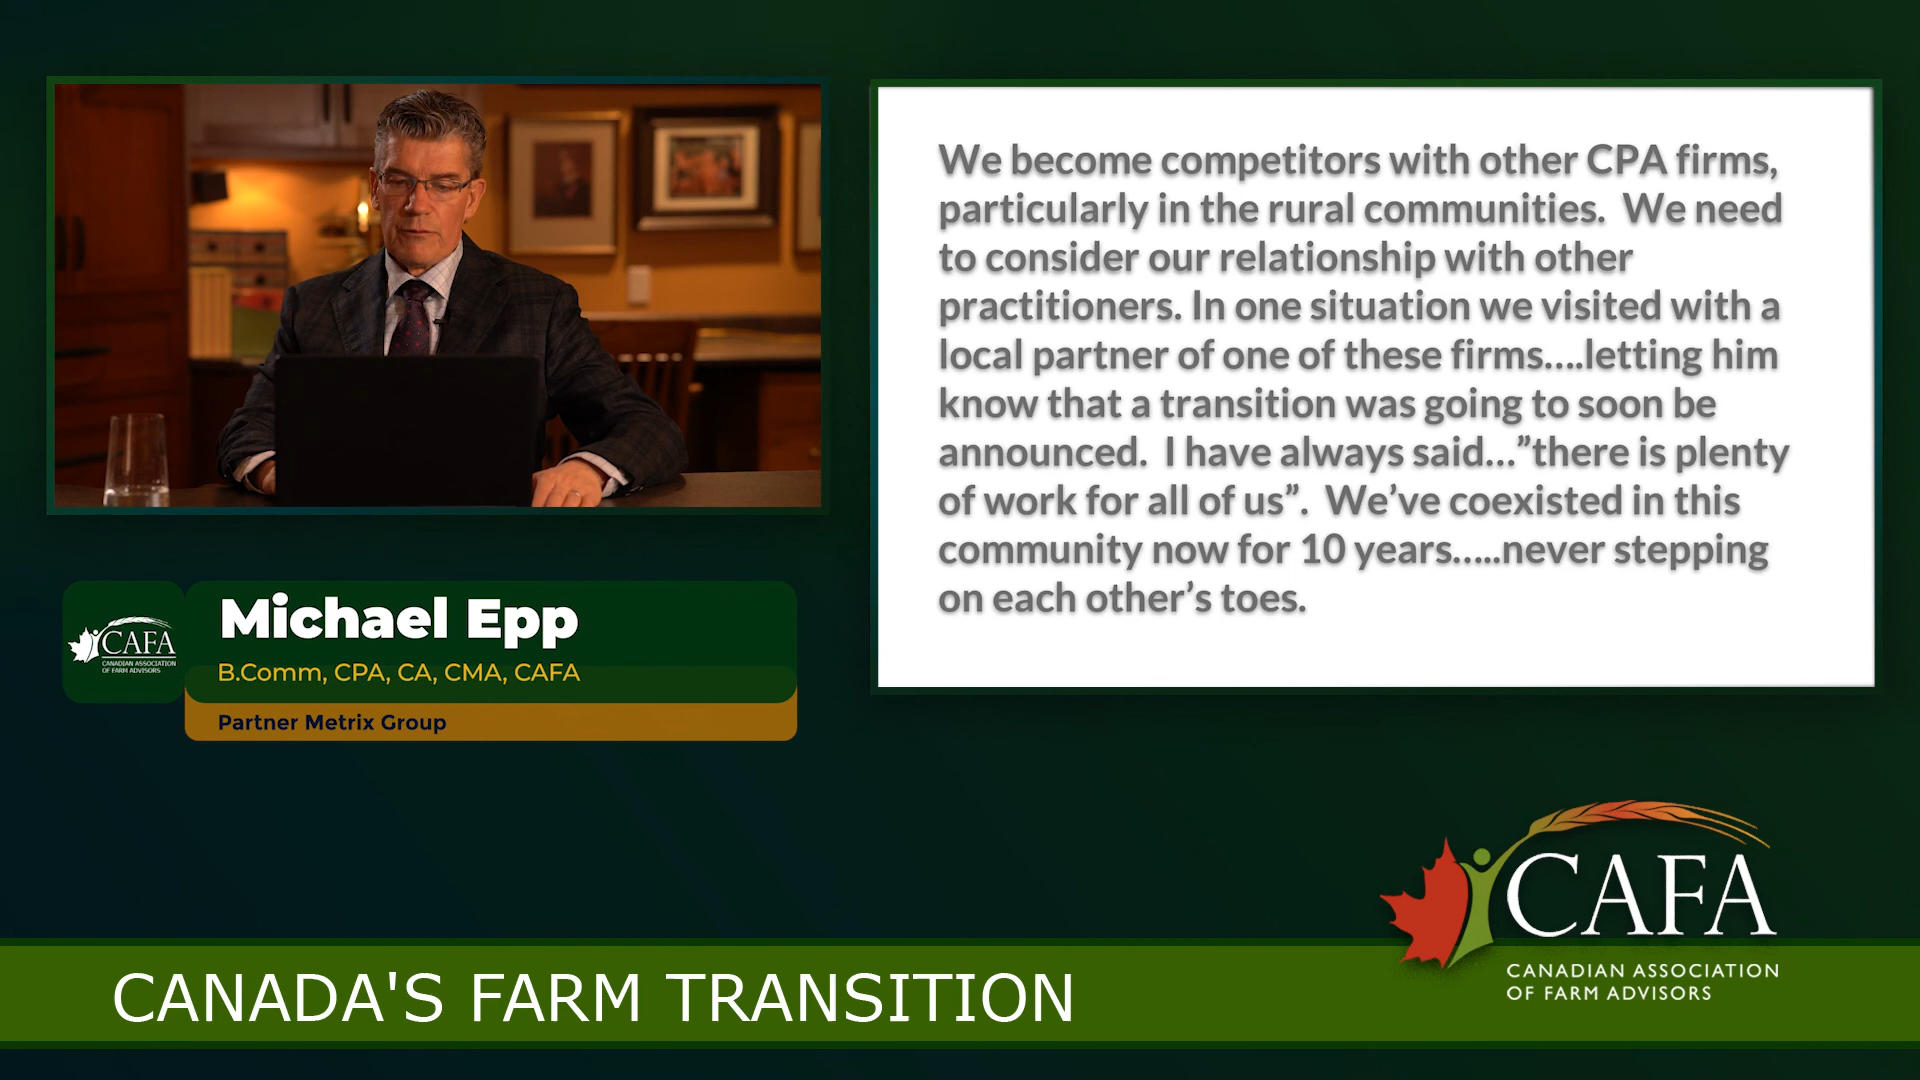 We become competitors with other CPA firms,
particularly in the rural communities.  We need
to consider our relationship with other
practitioners. In one situation we visited with a
local partner of one of these firms....letting him
know that a transition was going to soon be
announced.  I have always said...”there is plenty
of work for all of us”.  We’ve coexisted in this
community now for 10 years.....never stepping
on each other’s toes.
Michael Epp
B.Comm, CPA, CA, CMA, CAFA
Partner Metrix Group
CAFA
CANADIAN ASSOCIATION
OF FARM ADVISORS
CAFA
CANADIAN ASSOCIATION
OF FARM ADVISORS
CANADA'S FARM TRANSITION